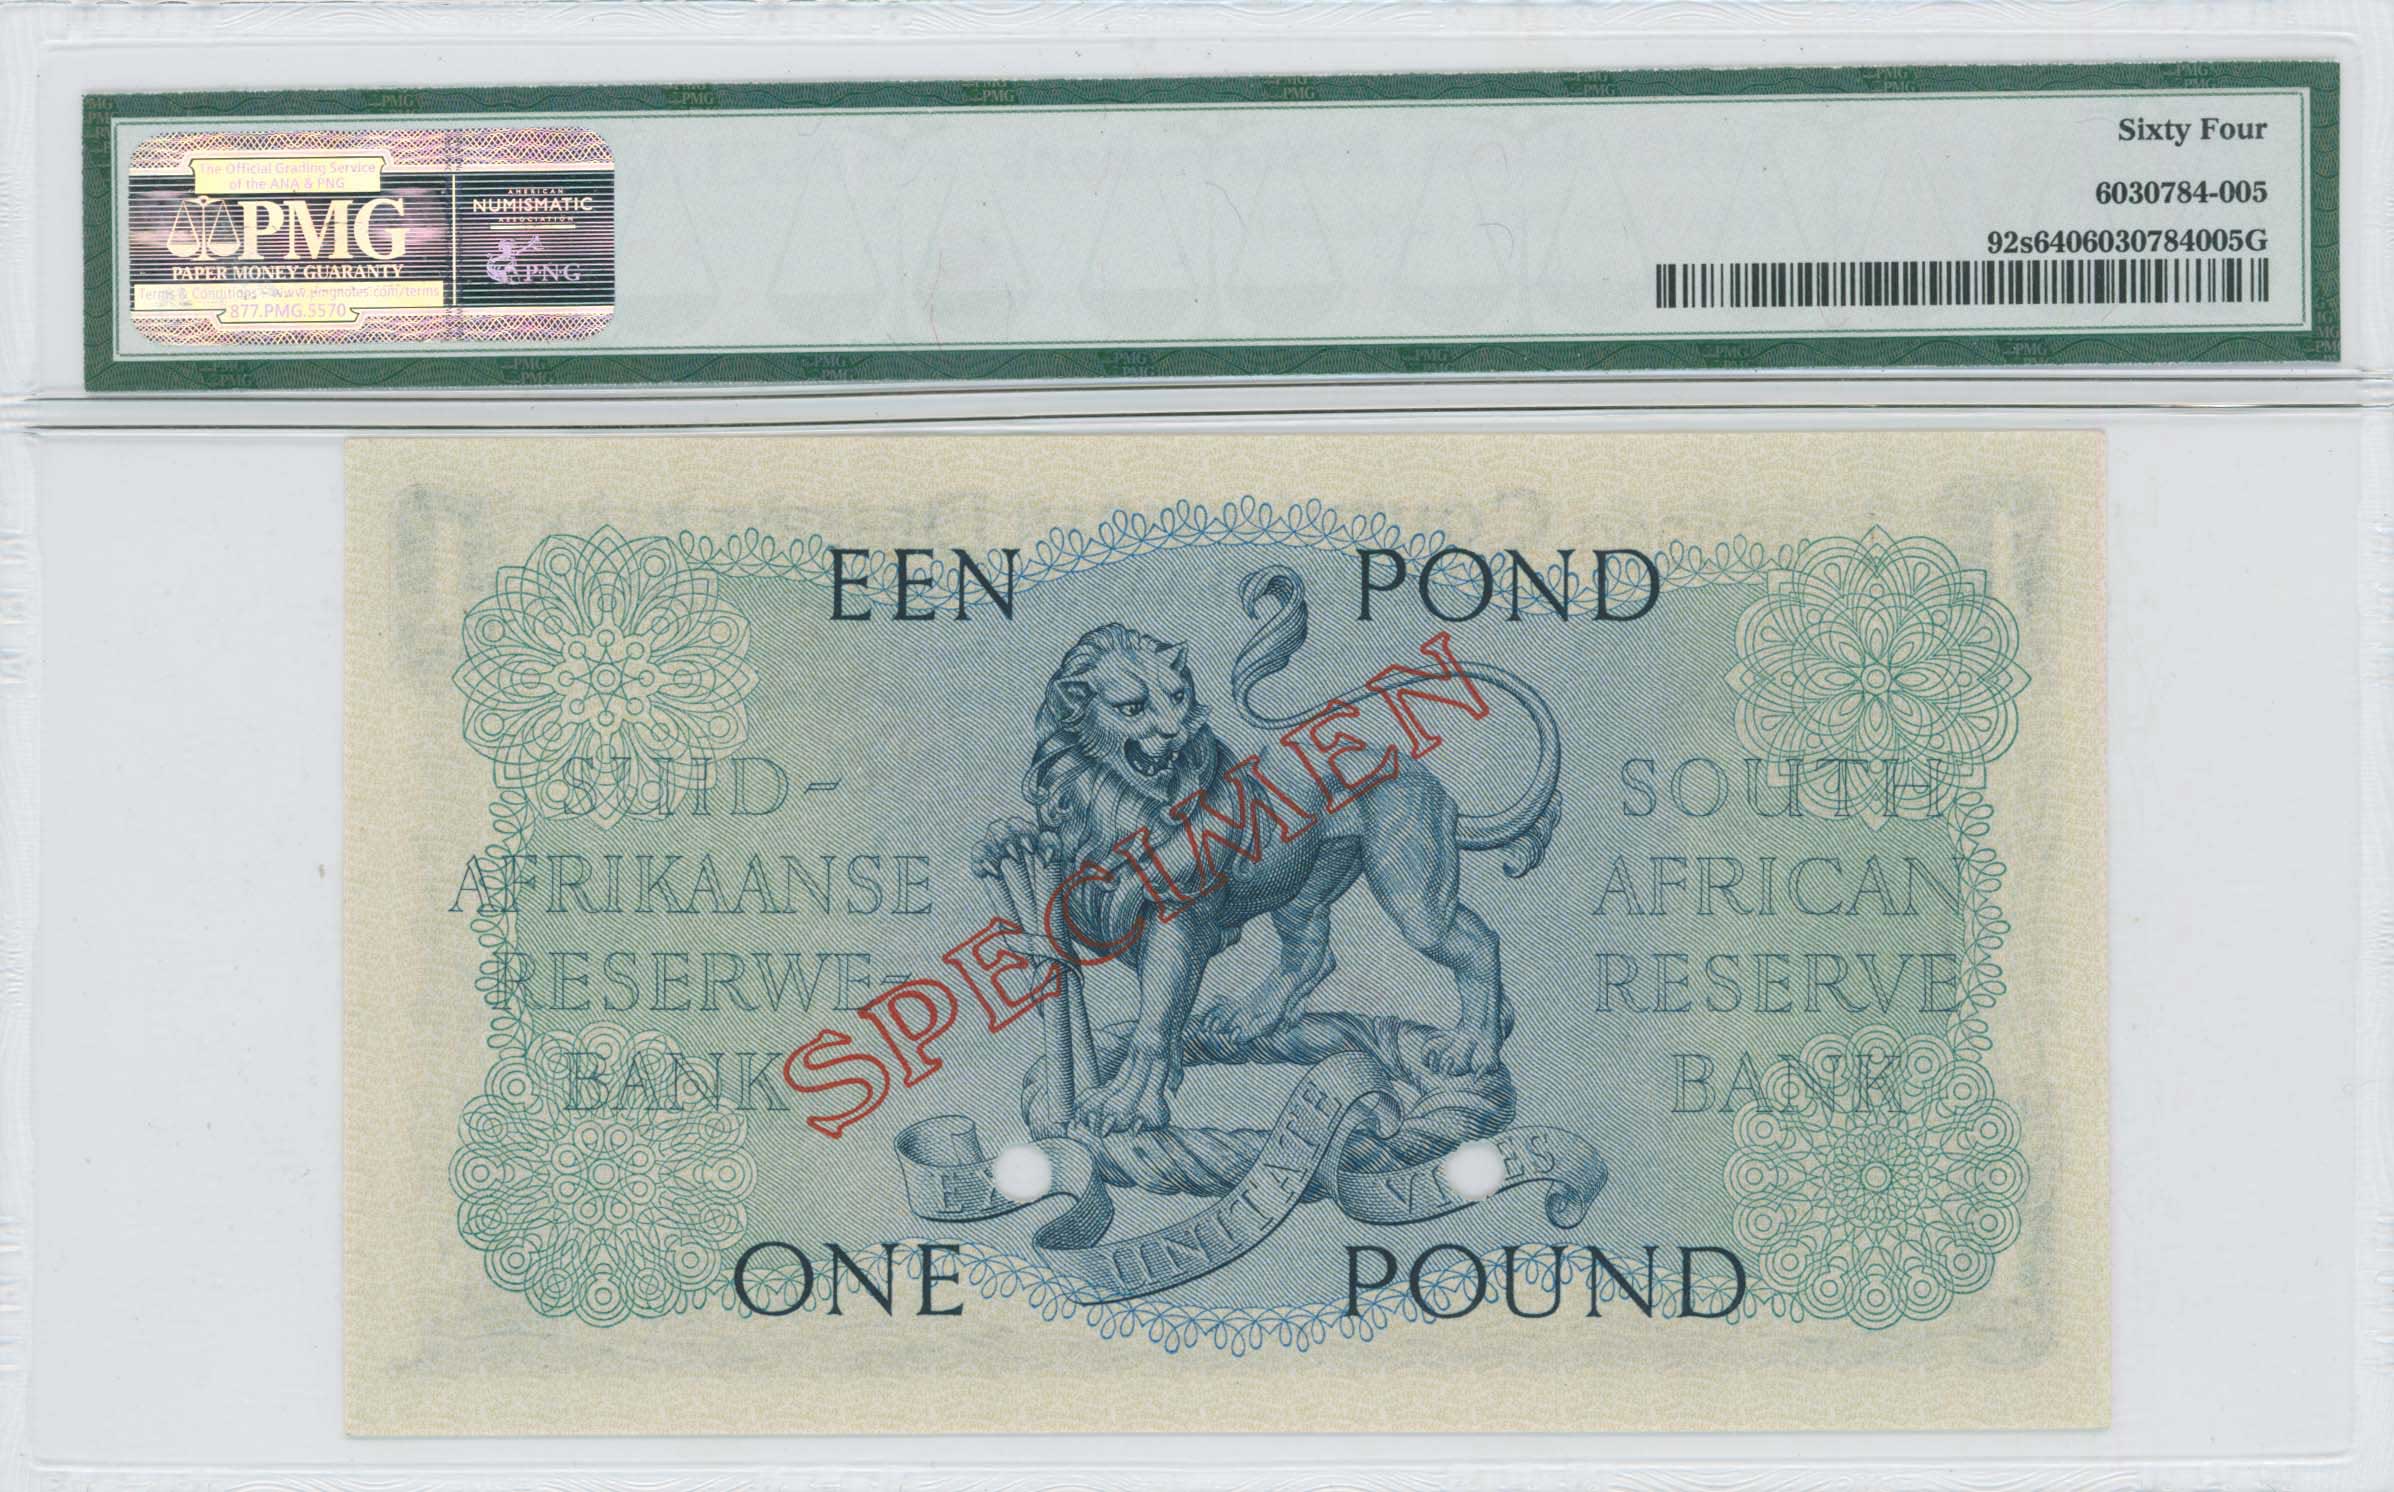 Sixty Four
The Official Grading Service
of the ANA & PNG
PMG
PAPER MONEY GUARANTY
Terms & Conditions - www.pmgnotes.com/terms
877.PMG.5570
AMERICAN
NUMISMATIC
ASSOCIATION
P·N·G
6030784-005
92s6406030784005G
EEN POND
SUID-
AFRIKAANSE
RESERWE-
BANK
SPECIMEN
SOUTH
AFRICAN
RESERVE
BANK
UNITATE
ONE POUND